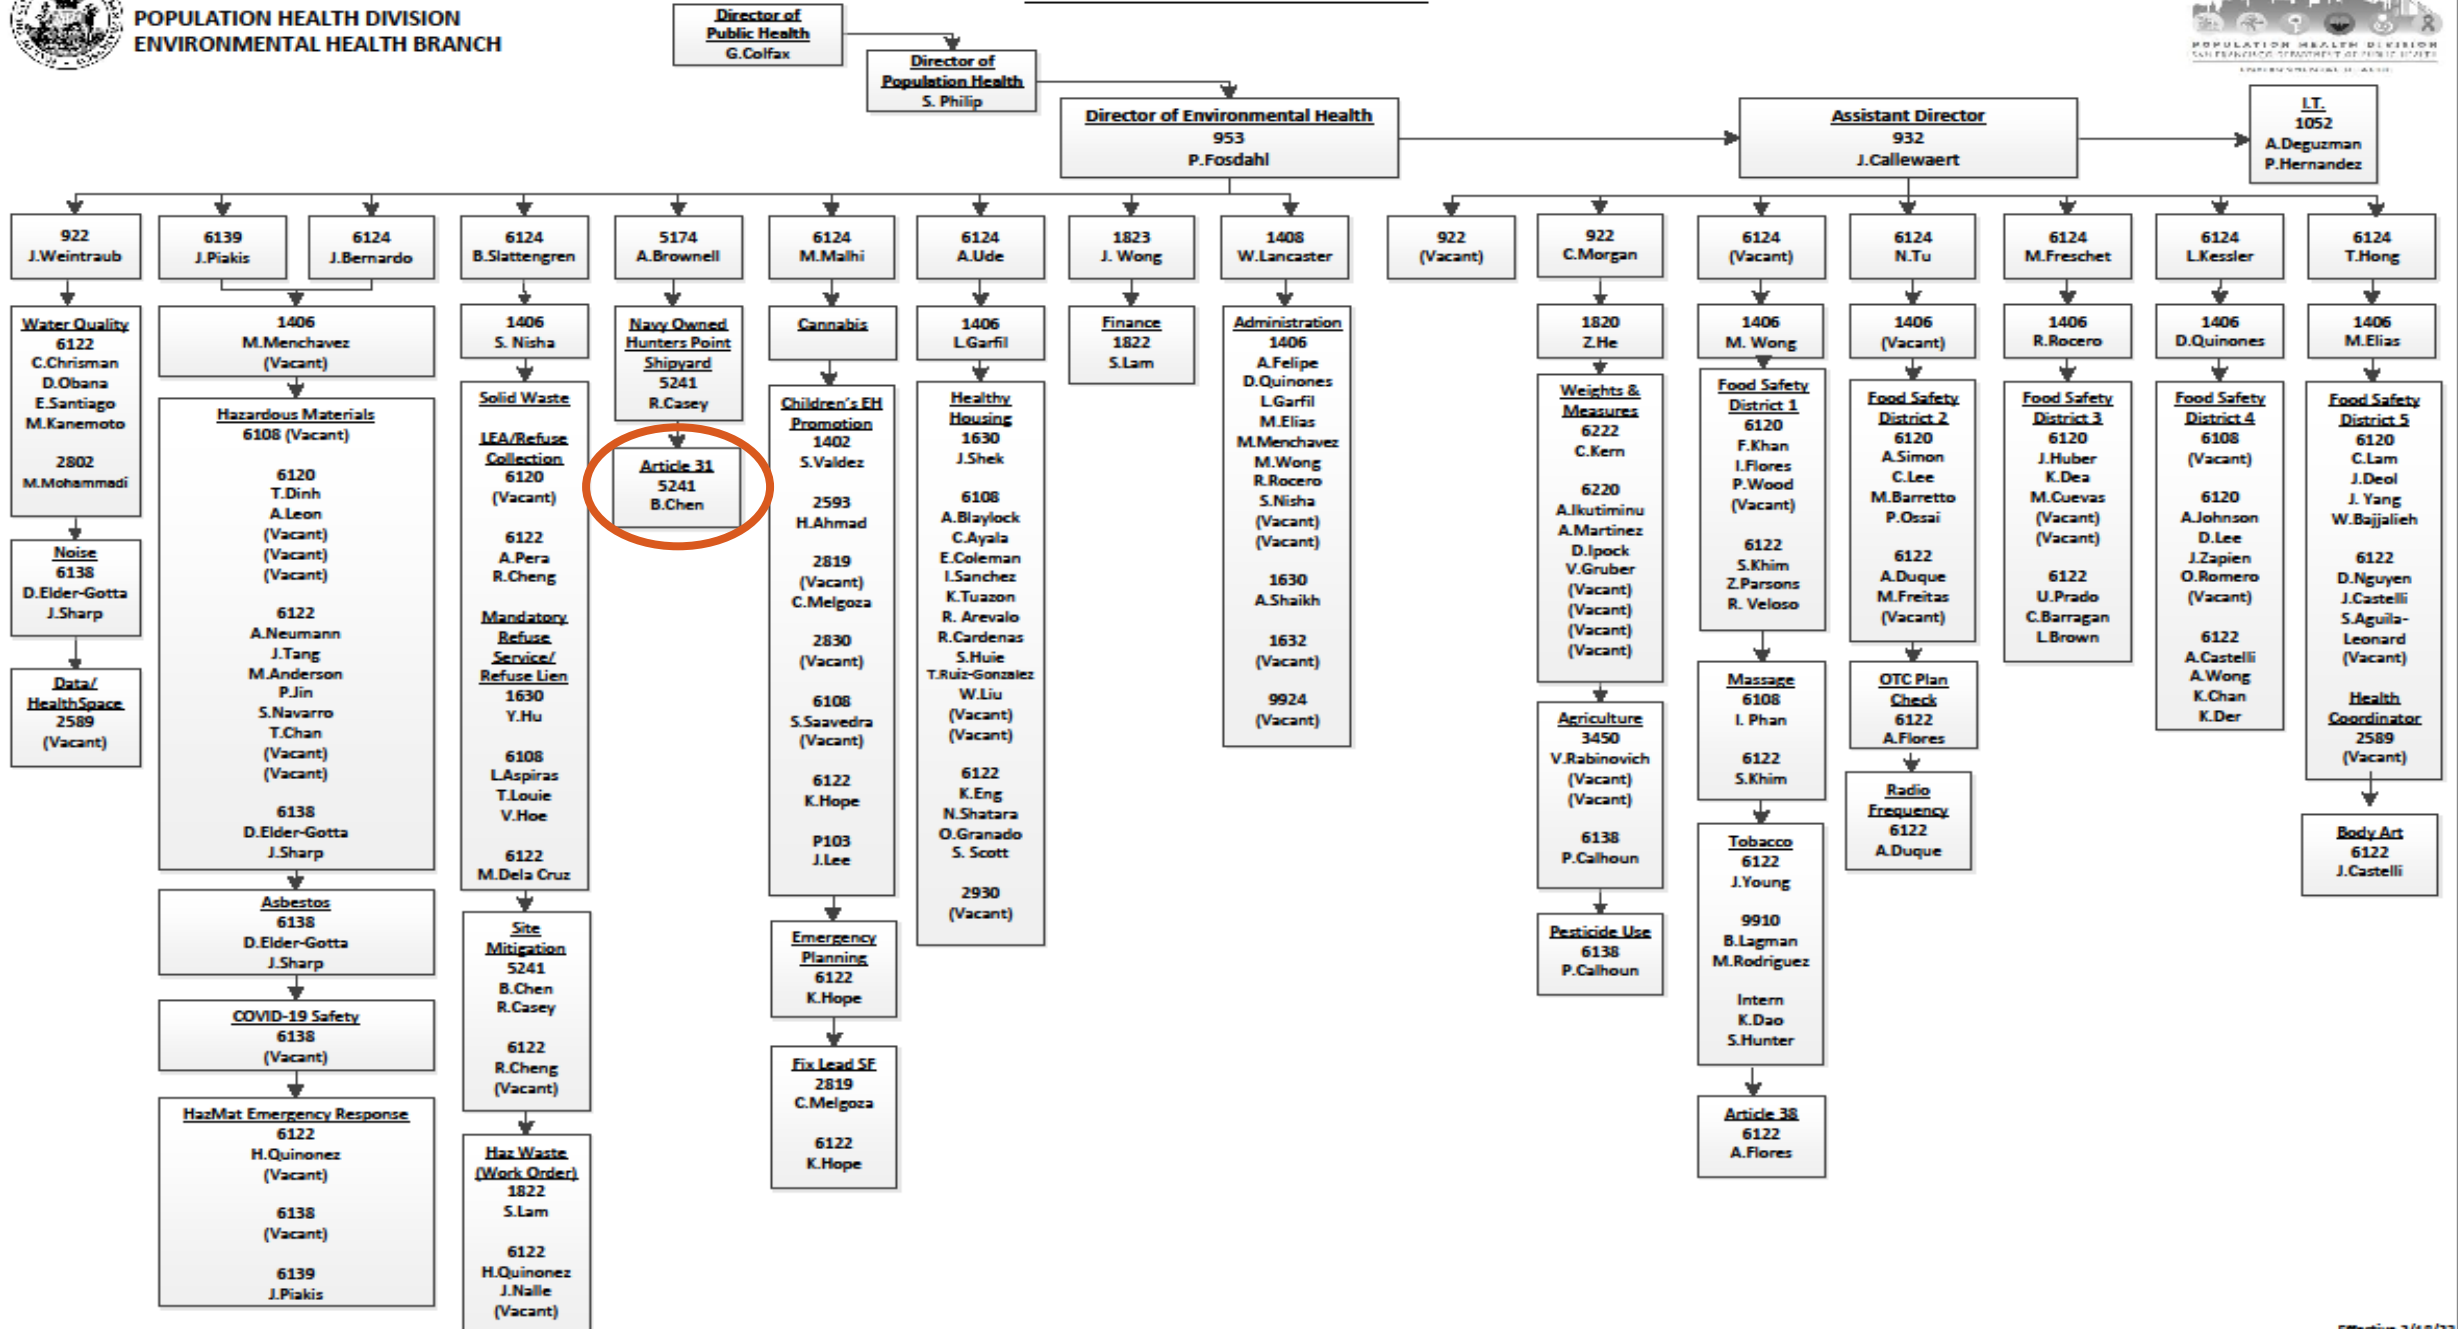 POPULATION HEALTH DIVISION
ENVIRONMENTAL HEALTH BRANCH
Director of
Public Health
G.Colfax
Director of
Population Health
S. Philip
Director of Environmental Health
953
P.Fosdahl
Assistant Director
932
J.Callewaert
I.T.
1052
A.Deguzman
P.Hernandez
POPULATION HEALTH DIVISION
SAN FRANCISCO DEPARTMENT OF PUBLIC HEALTH
922
J.Weintraub
6139
J.Piakis
6124
J.Bernardo
6124
B.Slattengren
5174
A.Brownell
6124
M.Malhi
6124
A.Ude
1823
J. Wong
1408
W.Lancaster
922
(Vacant)
922
C.Morgan
6124
(Vacant)
6124
N.Tu
6124
M.Freschet
6124
L.Kessler
6124
T.Hong
Water Quality
6122
C.Chrisman
D.Obana
E.Santiago
M.Kanemoto
2802
M.Mohammadi
Noise
6138
D.Elder-Gotta
J.Sharp
Data/
HealthSpace
2589
(Vacant)
1406
M.Menchavez
(Vacant)
Hazardous Materials
6108 (Vacant)
6120
T.Dinh
A.Leon
(Vacant)
(Vacant)
(Vacant)
6122
A.Neumann
J.Tang
M.Anderson
P.Jin
S.Navarro
T.Chan
(Vacant)
(Vacant)
6138
D.Elder-Gotta
J.Sharp
Asbestos
6138
D.Elder-Gotta
J.Sharp
COVID-19 Safety
6138
(Vacant)
HazMat Emergency Response
6122
H.Quinonez
(Vacant)
6138
(Vacant)
6139
J.Piakis
1406
S. Nisha
Solid Waste
LEA/Refuse
Collection
6120
(Vacant)
6122
A.Pera
R.Cheng
Mandatory
Refuse
Service/
Refuse Lien
1630
Y.Hu
6108
L.Aspiras
T.Louie
V.Hoe
6122
M.Dela Cruz
Site
Mitigation
5241
B.Chen
R.Casey
6122
R.Cheng
(Vacant)
Haz Waste
(Work Order)
1822
S.Lam
6122
H.Quinonez
J.Nalle
(Vacant)
Navy Owned
Hunters Point
Shipyard
5241
R.Casey
Article 31
5241
B.Chen
Cannabis
Children's EH
Promotion
1402
S.Valdez
2593
H.Ahmad
2819
(Vacant)
C.Melgoza
2830
(Vacant)
6108
S.Saavedra
(Vacant)
6122
K.Hope
P103
J.Lee
Emergency
Planning
6122
K.Hope
Fix Lead SF
2819
C.Melgoza
6122
K.Hope
1406
L.Garfil
Healthy
Housing
1630
J.Shek
6108
A.Blaylock
C.Ayala
E.Coleman
I.Sanchez
K.Tuazon
R. Arevalo
R.Cardenas
S.Huie
T.Ruiz-Gonzalez
W.Liu
(Vacant)
(Vacant)
6122
K.Eng
N.Shatara
O.Granado
S. Scott
2930
(Vacant)
Finance
1822
S.Lam
Administration
1406
A.Felipe
D.Quinones
L.Garfil
M.Elias
M.Menchavez
M.Wong
R.Rocero
S.Nisha
(Vacant)
(Vacant)
1630
A.Shaikh
1632
(Vacant)
9924
(Vacant)
1820
Z.He
Weights &
Measures
6222
C.Kern
6220
A.Ikutiminu
A.Martinez
D.Ipock
V.Gruber
(Vacant)
(Vacant)
(Vacant)
(Vacant)
Agriculture
3450
V.Rabinovich
(Vacant)
(Vacant)
6138
P.Calhoun
Pesticide Use
6138
P.Calhoun
1406
M. Wong
Food Safety
District 1
6120
F.Khan
I.Flores
P.Wood
(Vacant)
6122
S.Khim
Z.Parsons
R. Veloso
Massage
6108
I. Phan
6122
S.Khim
Tobacco
6122
J.Young
9910
B.Lagman
M.Rodriguez
Intern
K.Dao
S.Hunter
Article 38
6122
A.Flores
1406
(Vacant)
Food Safety
District 2
6120
A.Simon
C.Lee
M.Barretto
P.Ossai
6122
A.Duque
M.Freitas
(Vacant)
OTC Plan
Check
6122
A.Flores
Radio
Frequency
6122
A.Duque
1406
R.Rocero
Food Safety
District 3
6120
J.Huber
K.Dea
M.Cuevas
(Vacant)
(Vacant)
6122
U.Prado
C.Barragan
L.Brown
1406
D.Quinones
Food Safety
District 4
6108
(Vacant)
6120
A.Johnson
D.Lee
J.Zapien
O.Romero
(Vacant)
6122
A.Castelli
A.Wong
K.Chan
K.Der
1406
M.Elias
Food Safety
District 5
6120
C.Lam
J.Deol
J. Yang
W.Bajjalieh
6122
D.Nguyen
J.Castelli
S.Aguila-
Leonard
(Vacant)
Health
Coordinator
2589
(Vacant)
Body Art
6122
J.Castelli